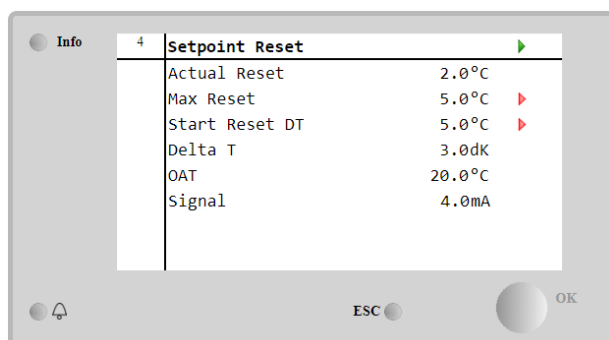 Info
4 Setpoint Reset
Actual Reset 2.0°C
Max Reset 5.0°C
Start Reset DT 5.0°C
Delta T 3.0dK
OAT 20.0°C
Signal 4.0mA
ESC OK